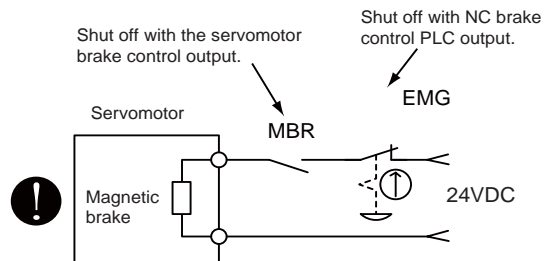 Shut off with the servomotor
brake control output.
Shut off with NC brake
control PLC output.
EMG
Servomotor
MBR
!
Magnetic
brake
24VDC